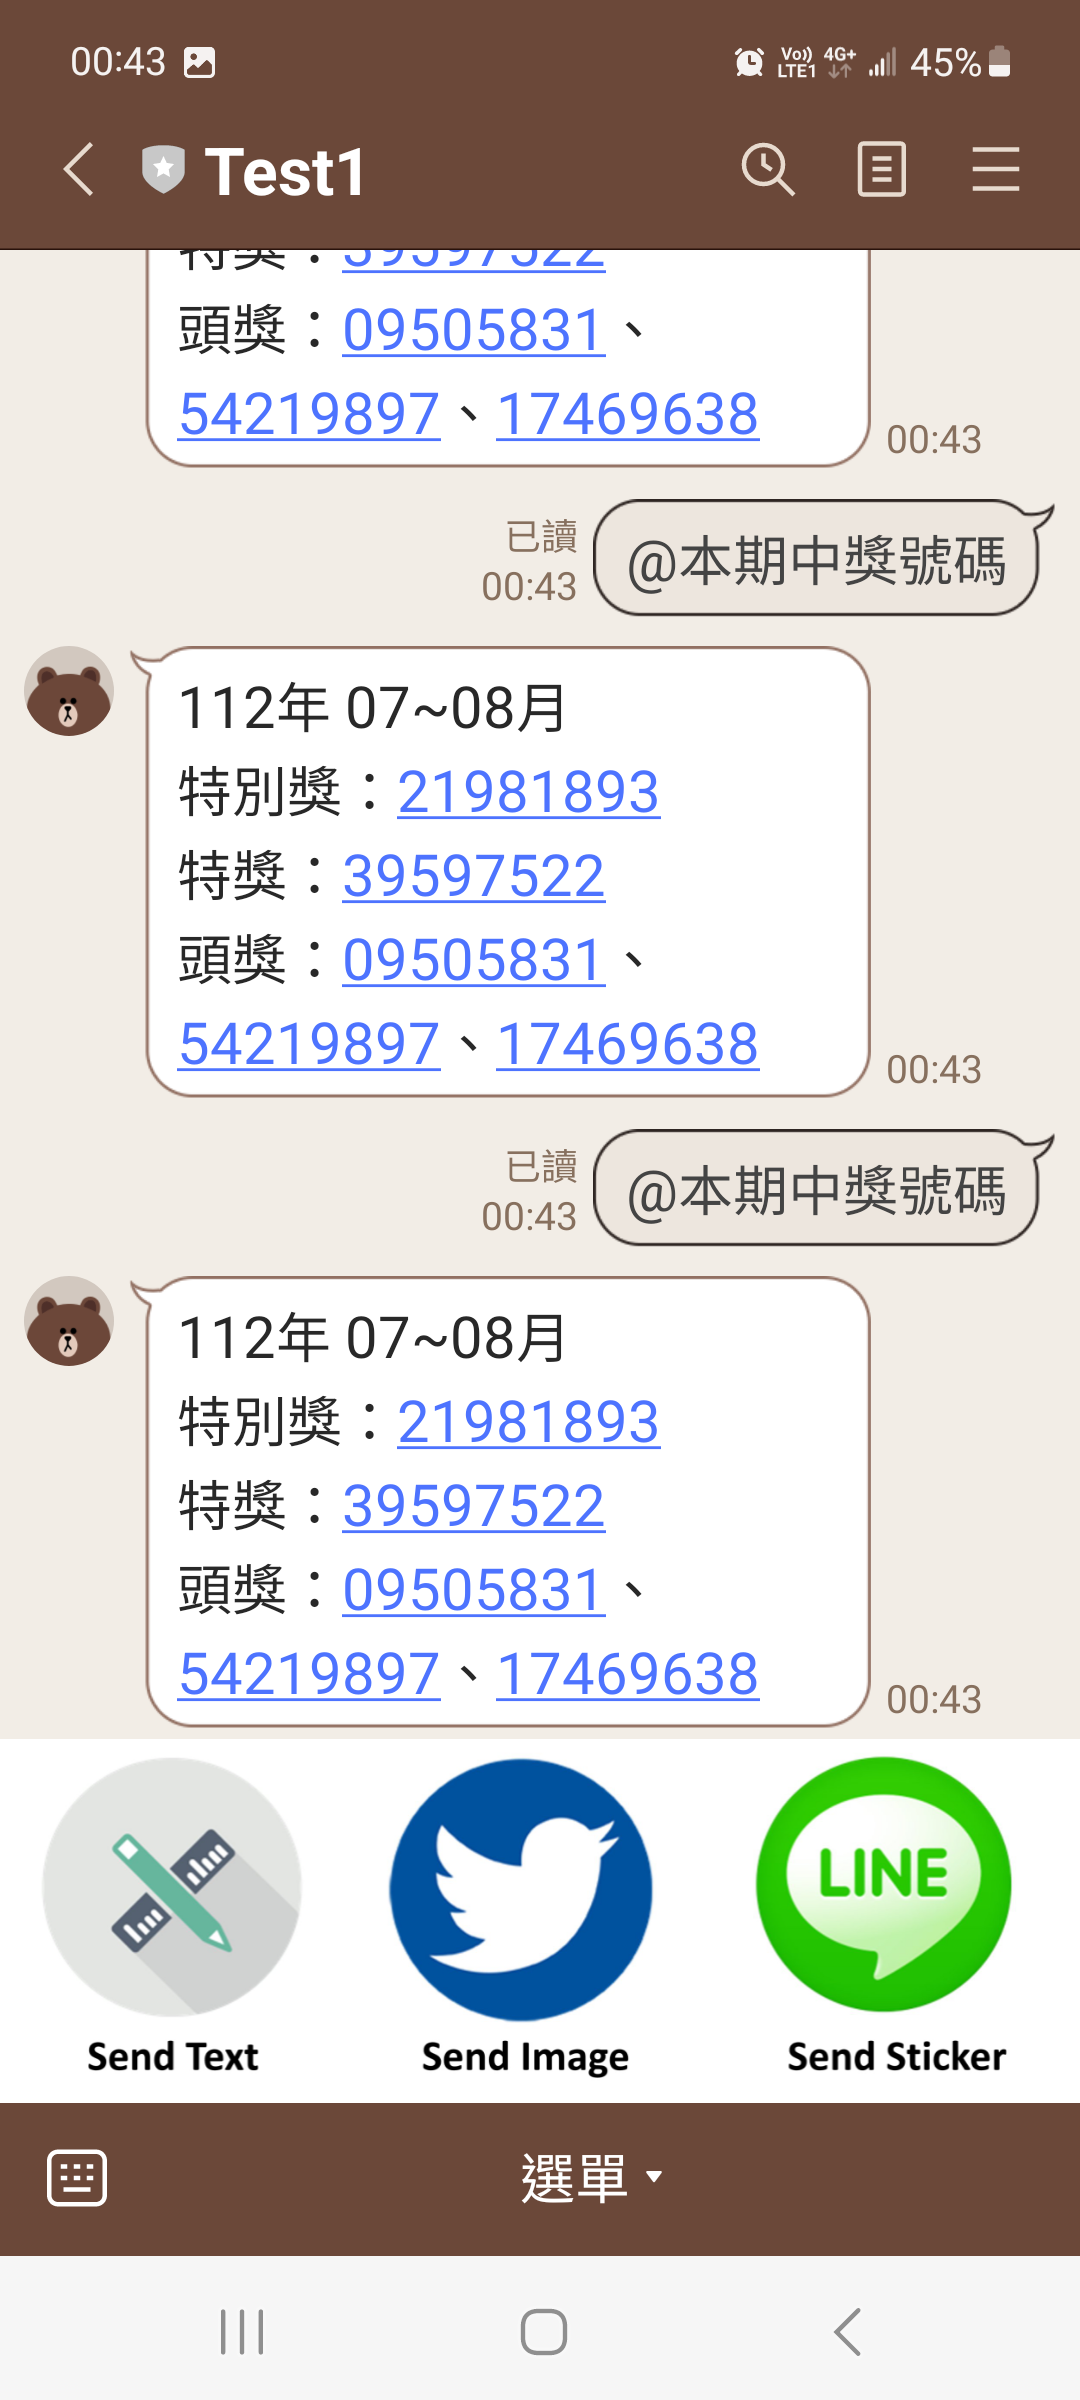 00:43
Vo)) LTE1 4G+ 45%
Test1
特獎：39597522
頭獎：09505831、
54219897、17469638
00:43
已讀
00:43
@本期中獎號碼
112年 07~08月
特別獎：21981893
特獎：39597522
頭獎：09505831、
54219897、17469638
00:43
已讀
00:43
@本期中獎號碼
112年 07~08月
特別獎：21981893
特獎：39597522
頭獎：09505831、
54219897、17469638
00:43
LINE
Send Text
Send Image
Send Sticker
選單